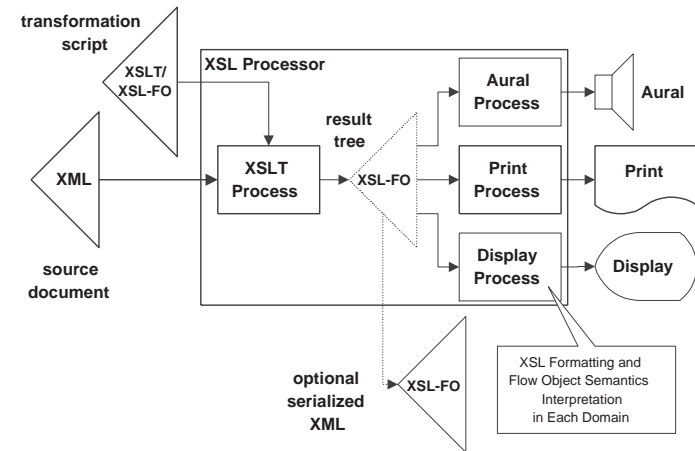 transformation
script
XSLT/
XSL-FO
XSL Processor
Aural
Process
Aural
result
tree
XML
XSLT
Process
XSL-FO
Print
Process
Print
source
document
Display
Process
Display
optional
serialized
XML
XSL-FO
XSL Formatting and
Flow Object Semantics
Interpretation
in Each Domain